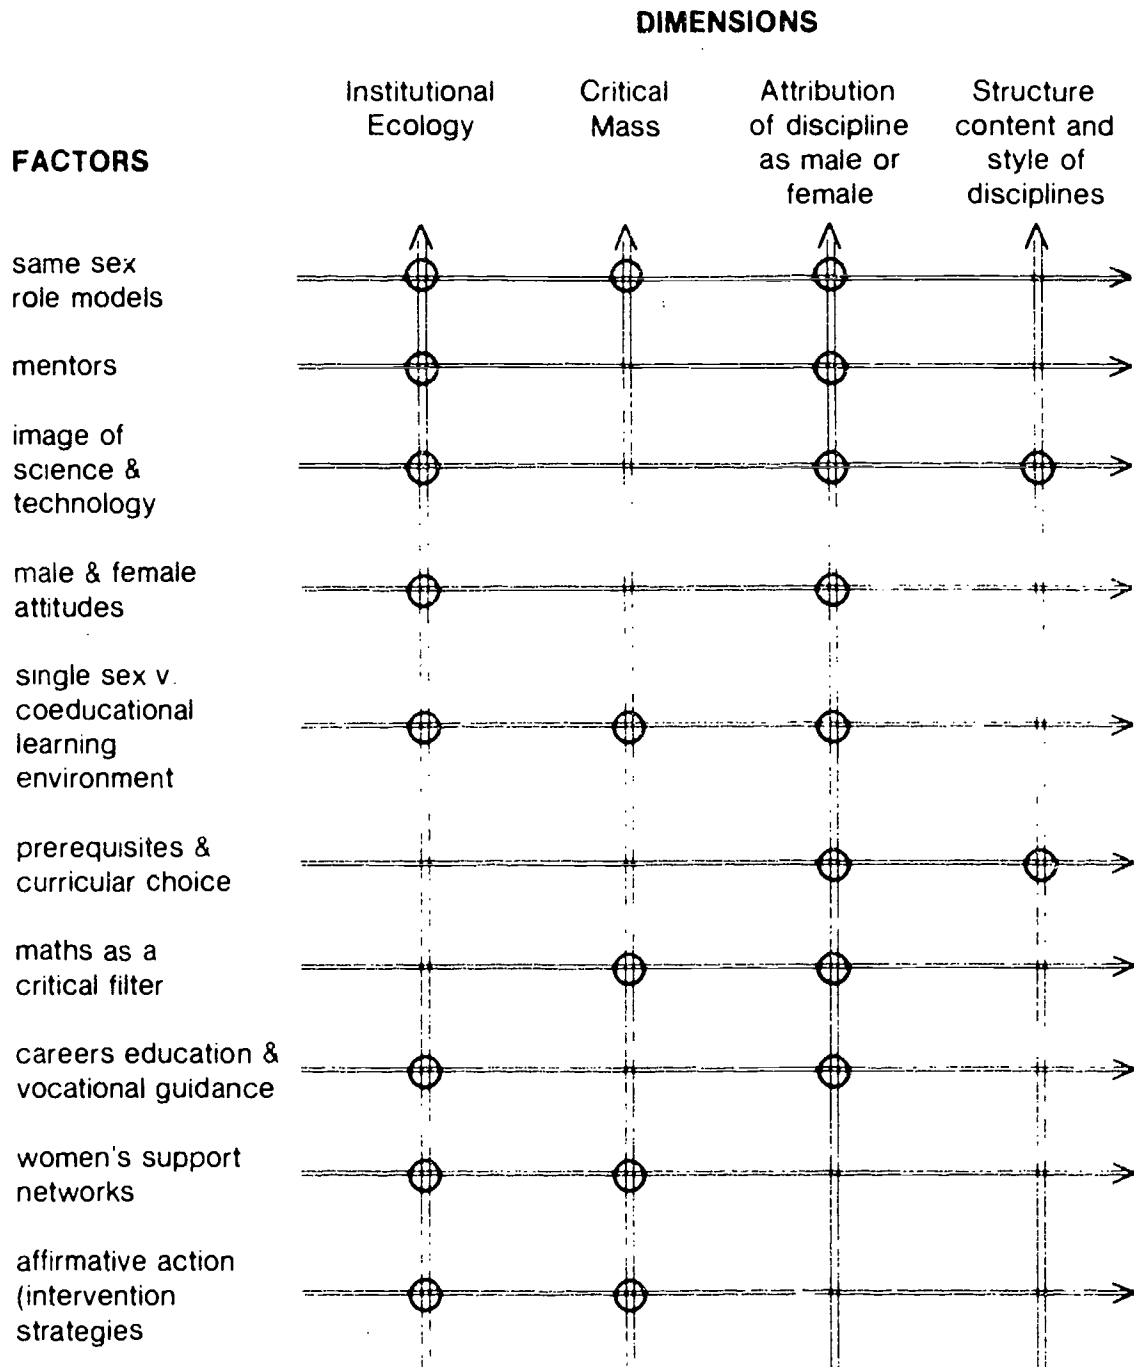 DIMENSIONS
Institutional
Ecology
Critical
Mass
Attribution
of discipline
as male or
female
Structure
content and
style of
disciplines
FACTORS
same sex
role models
mentors
image of
science &
technology
male & female
attitudes
single sex v.
coeducational
learning
environment
prerequisites &
curricular choice
maths as a
critical filter
careers education &
vocational guidance
women's support
networks
affirmative action
(intervention
strategies